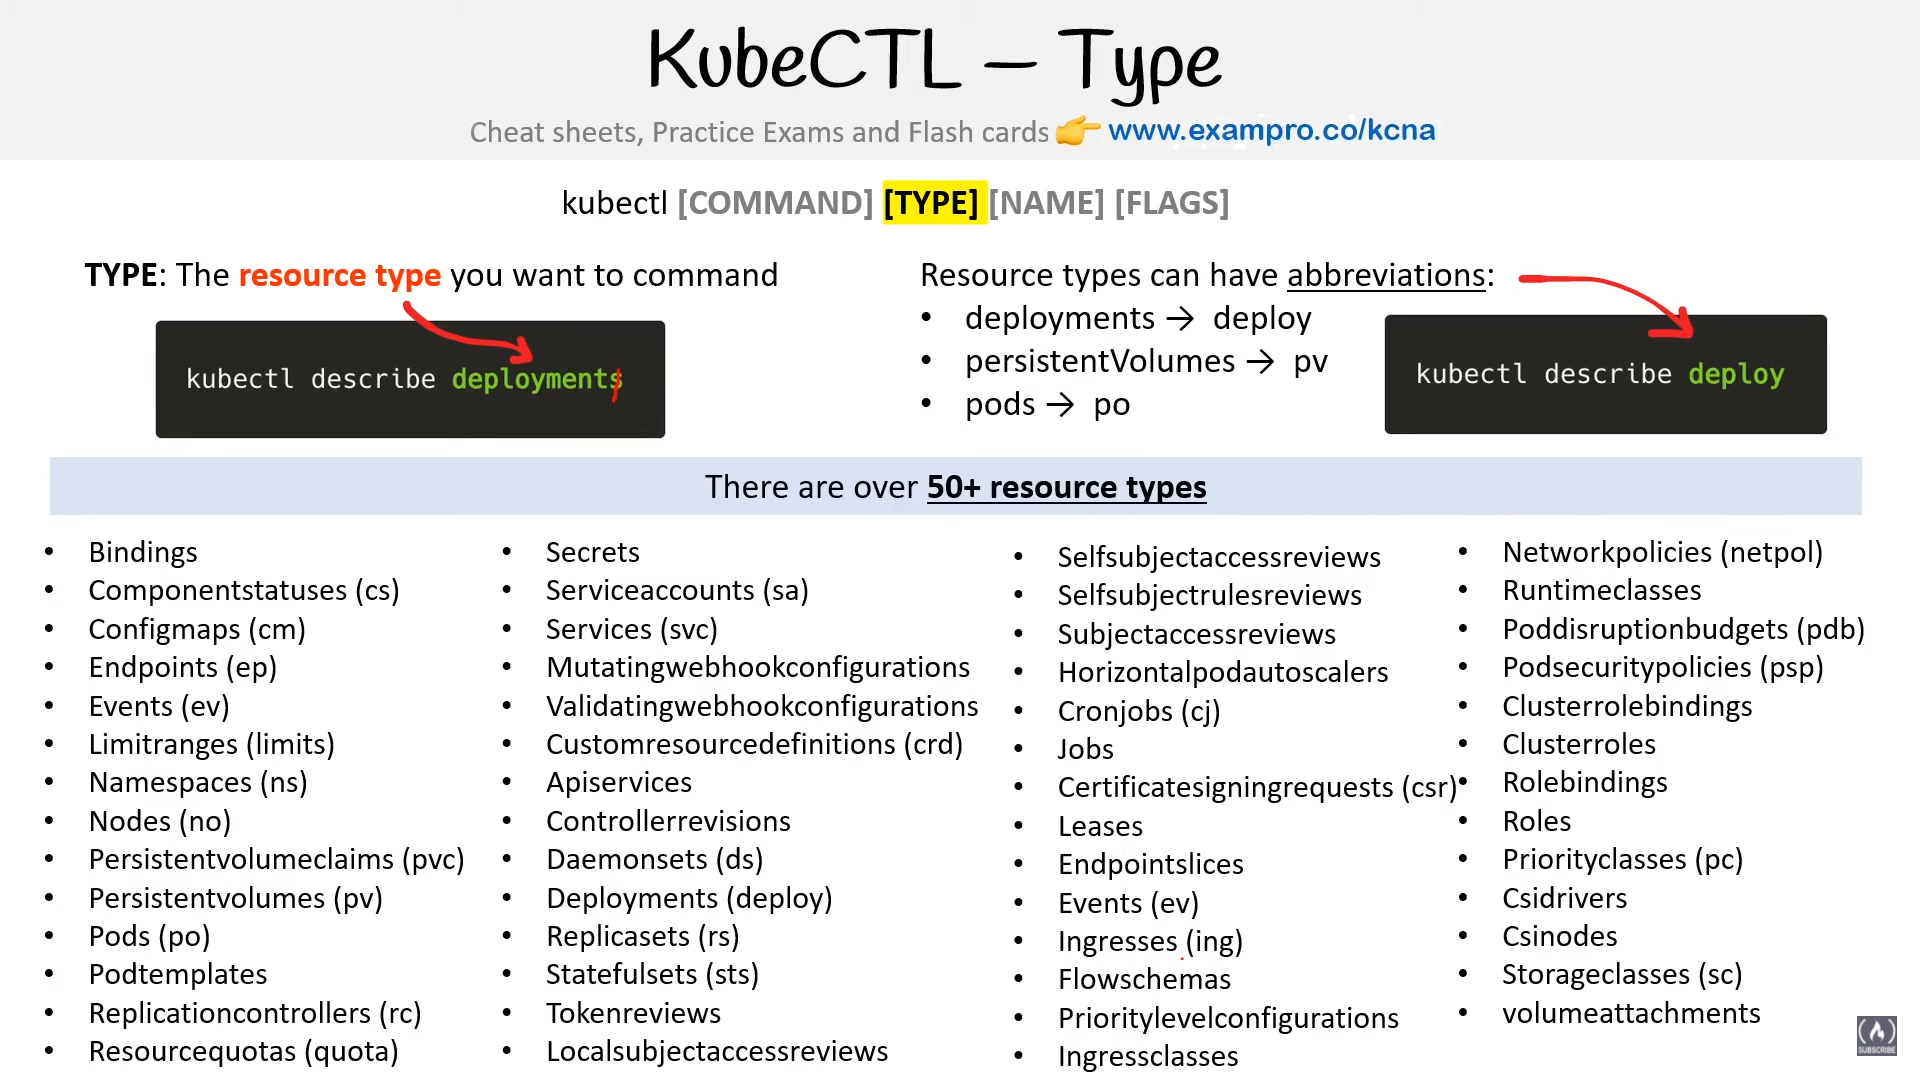 KubeCTL – Type
Cheat sheets, Practice Exams and Flash cards 👉 www.exampro.co/kcna
kubectl [COMMAND] [TYPE] [NAME] [FLAGS]
TYPE: The resource type you want to command
kubectl describe deployments
Resource types can have abbreviations:
• deployments → deploy
• persistentVolumes → pv
• pods → po
kubectl describe deploy
There are over 50+ resource types
• Bindings
• Componentstatuses (cs)
• Configmaps (cm)
• Endpoints (ep)
• Events (ev)
• Limitranges (limits)
• Namespaces (ns)
• Nodes (no)
• Persistentvolumeclaims (pvc)
• Persistentvolumes (pv)
• Pods (po)
• Podtemplates
• Replicationcontrollers (rc)
• Resourcequotas (quota)
• Secrets
• Serviceaccounts (sa)
• Services (svc)
• Mutatingwebhookconfigurations
• Validatingwebhookconfigurations
• Customresourcedefinitions (crd)
• Apiservices
• Controllerrevisions
• Daemonsets (ds)
• Deployments (deploy)
• Replicasets (rs)
• Statefulsets (sts)
• Tokenreviews
• Localsubjectaccessreviews
• Selfsubjectaccessreviews
• Selfsubjectrulesreviews
• Subjectaccessreviews
• Horizontalpodautoscalers
• Cronjobs (cj)
• Jobs
• Certificatesigningrequests (csr)
• Leases
• Endpointslices
• Events (ev)
• Ingresses (ing)
• Flowschemas
• Prioritylevelconfigurations
• Ingressclasses
• Networkpolicies (netpol)
• Runtimeclasses
• Poddisruptionbudgets (pdb)
• Podsecuritypolicies (psp)
• Clusterrolebindings
• Clusterroles
• Rolebindings
• Roles
• Priorityclasses (pc)
• Csidrivers
• Csinodes
• Storageclasses (sc)
• volumeattachments
SUBSCRIBE